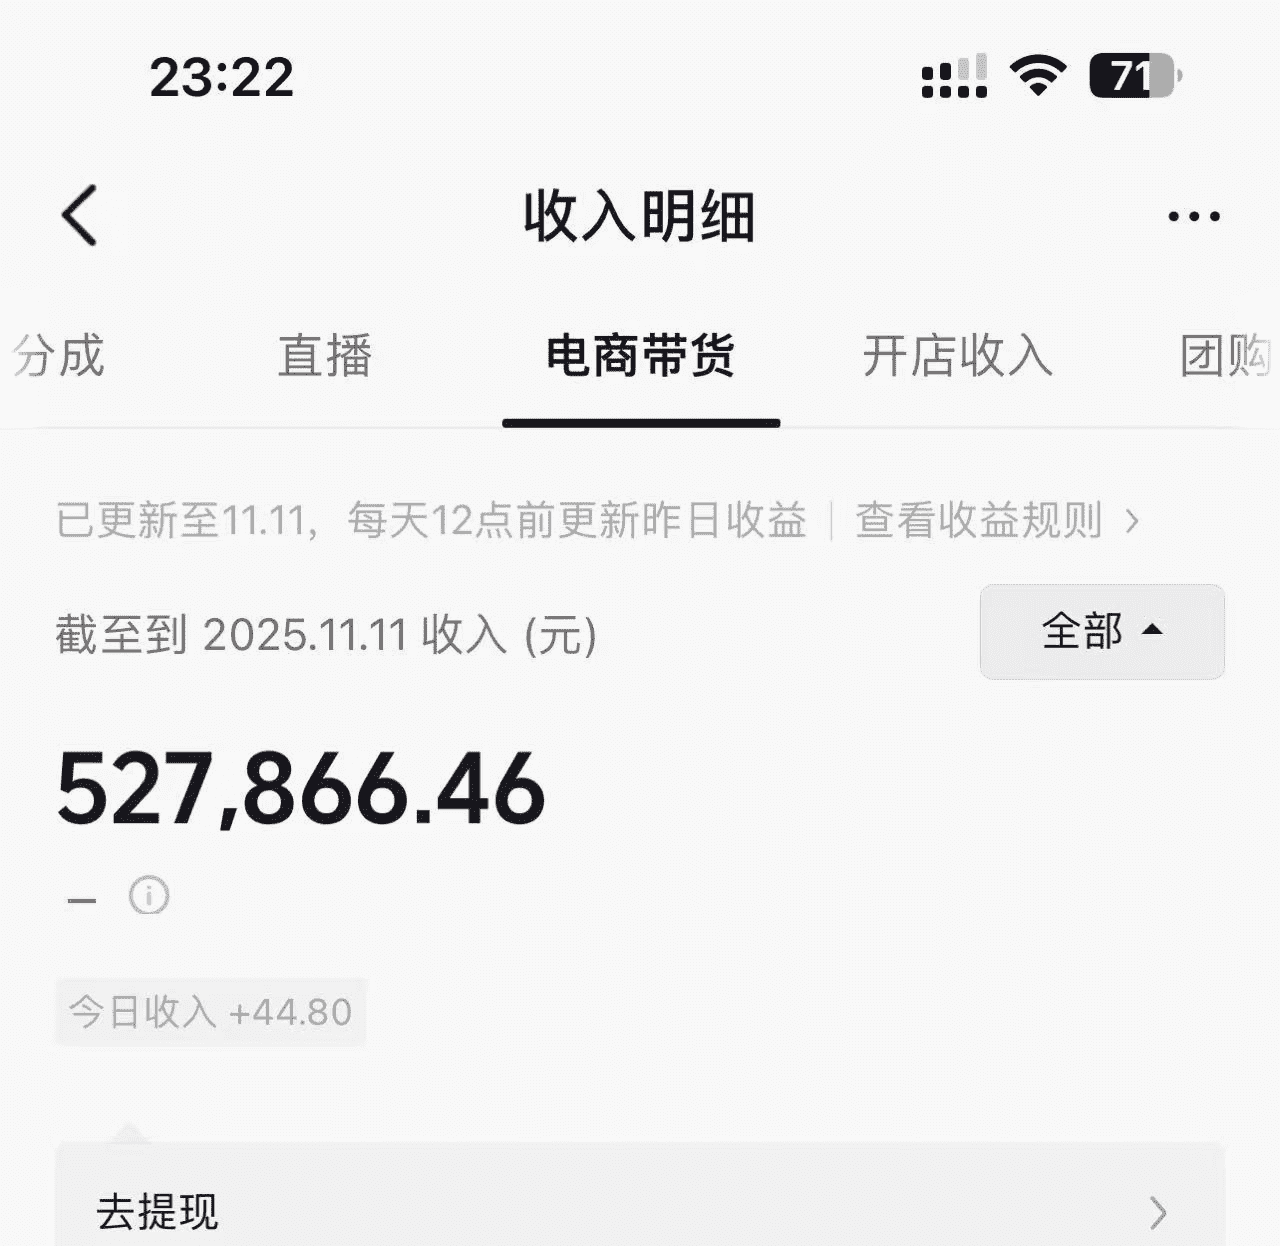 23:22 71
收入明细
分成 直播 电商带货 开店收入 团购
已更新至11.11，每天12点前更新昨日收益 | 查看收益规则 >
截至到 2025.11.11 收入 (元) 全部
527,866.46
–
今日收入 +44.80
去提现